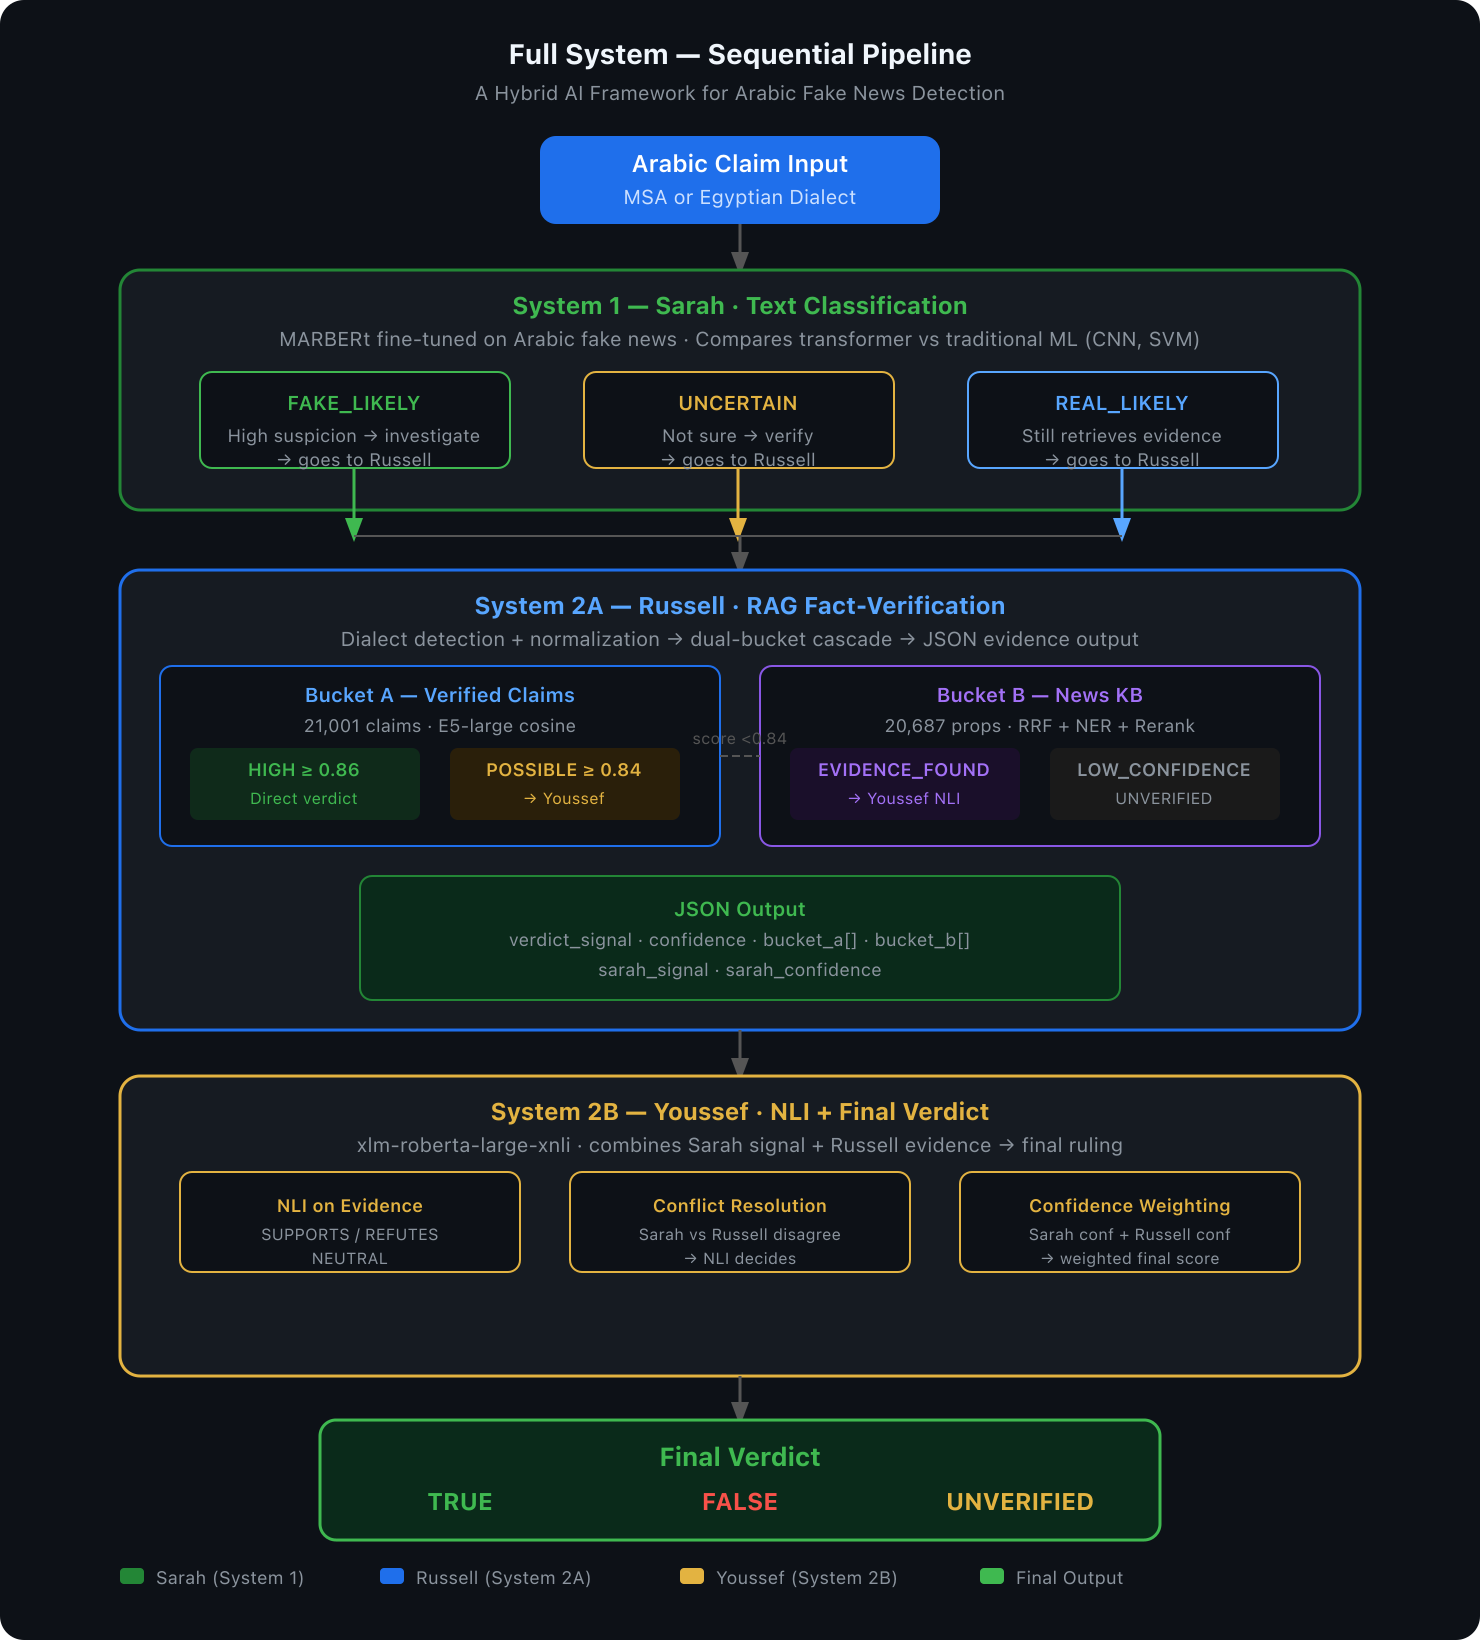 Full System — Sequential Pipeline
A Hybrid AI Framework for Arabic Fake News Detection
Arabic Claim Input
MSA or Egyptian Dialect
System 1 — Sarah · Text Classification
MARBERt fine-tuned on Arabic fake news · Compares transformer vs traditional ML (CNN, SVM)
FAKE_LIKELY
High suspicion → investigate
→ goes to Russell
UNCERTAIN
Not sure → verify
→ goes to Russell
REAL_LIKELY
Still retrieves evidence
→ goes to Russell
System 2A — Russell · RAG Fact-Verification
Dialect detection + normalization → dual-bucket cascade → JSON evidence output
Bucket A — Verified Claims
21,001 claims · E5-large cosine
HIGH ≥ 0.86
Direct verdict
POSSIBLE ≥ 0.84
→ Youssef
score <0.84
Bucket B — News KB
20,687 props · RRF + NER + Rerank
EVIDENCE_FOUND
→ Youssef NLI
LOW_CONFIDENCE
UNVERIFIED
JSON Output
verdict_signal · confidence · bucket_a[] · bucket_b[]
sarah_signal · sarah_confidence
System 2B — Youssef · NLI + Final Verdict
xlm-roberta-large-xnli · combines Sarah signal + Russell evidence → final ruling
NLI on Evidence
SUPPORTS / REFUTES
NEUTRAL
Conflict Resolution
Sarah vs Russell disagree
→ NLI decides
Confidence Weighting
Sarah conf + Russell conf
→ weighted final score
Final Verdict
TRUE
FALSE
UNVERIFIED
Sarah (System 1)
Russell (System 2A)
Youssef (System 2B)
Final Output